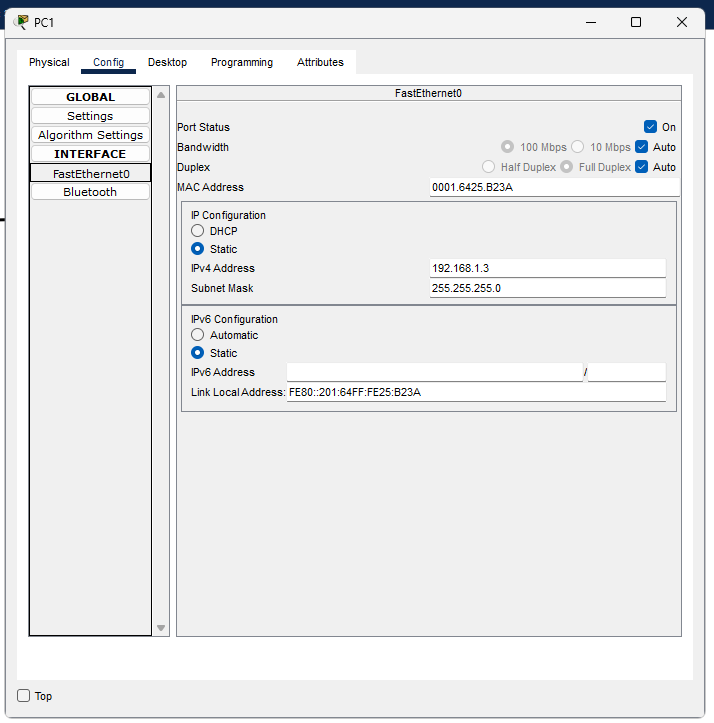 PC1
Physical Config Desktop Programming Attributes
GLOBAL
Settings
Algorithm Settings
INTERFACE
FastEthernet0
Bluetooth
FastEthernet0
Port Status On
Bandwidth 100 Mbps 10 Mbps Auto
Duplex Half Duplex Full Duplex Auto
MAC Address 0001.6425.B23A
IP Configuration
DHCP
Static
IPv4 Address 192.168.1.3
Subnet Mask 255.255.255.0
IPv6 Configuration
Automatic
Static
IPv6 Address /
Link Local Address: FE80::201:64FF:FE25:B23A
Top